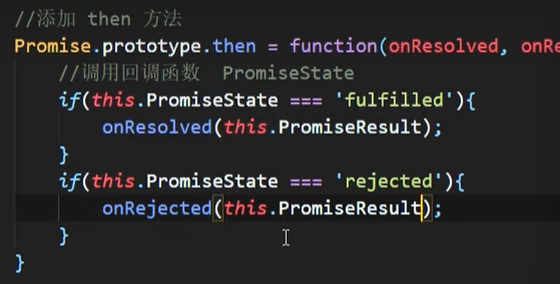 //添加 then 方法
Promise.prototype.then = function(onResolved, onRe
//调用回调函数  PromiseState
if(this.PromiseState === 'fulfilled'){
onResolved(this.PromiseResult);
}
if(this.PromiseState === 'rejected'){
onRejected(this.PromiseResult);
}
}